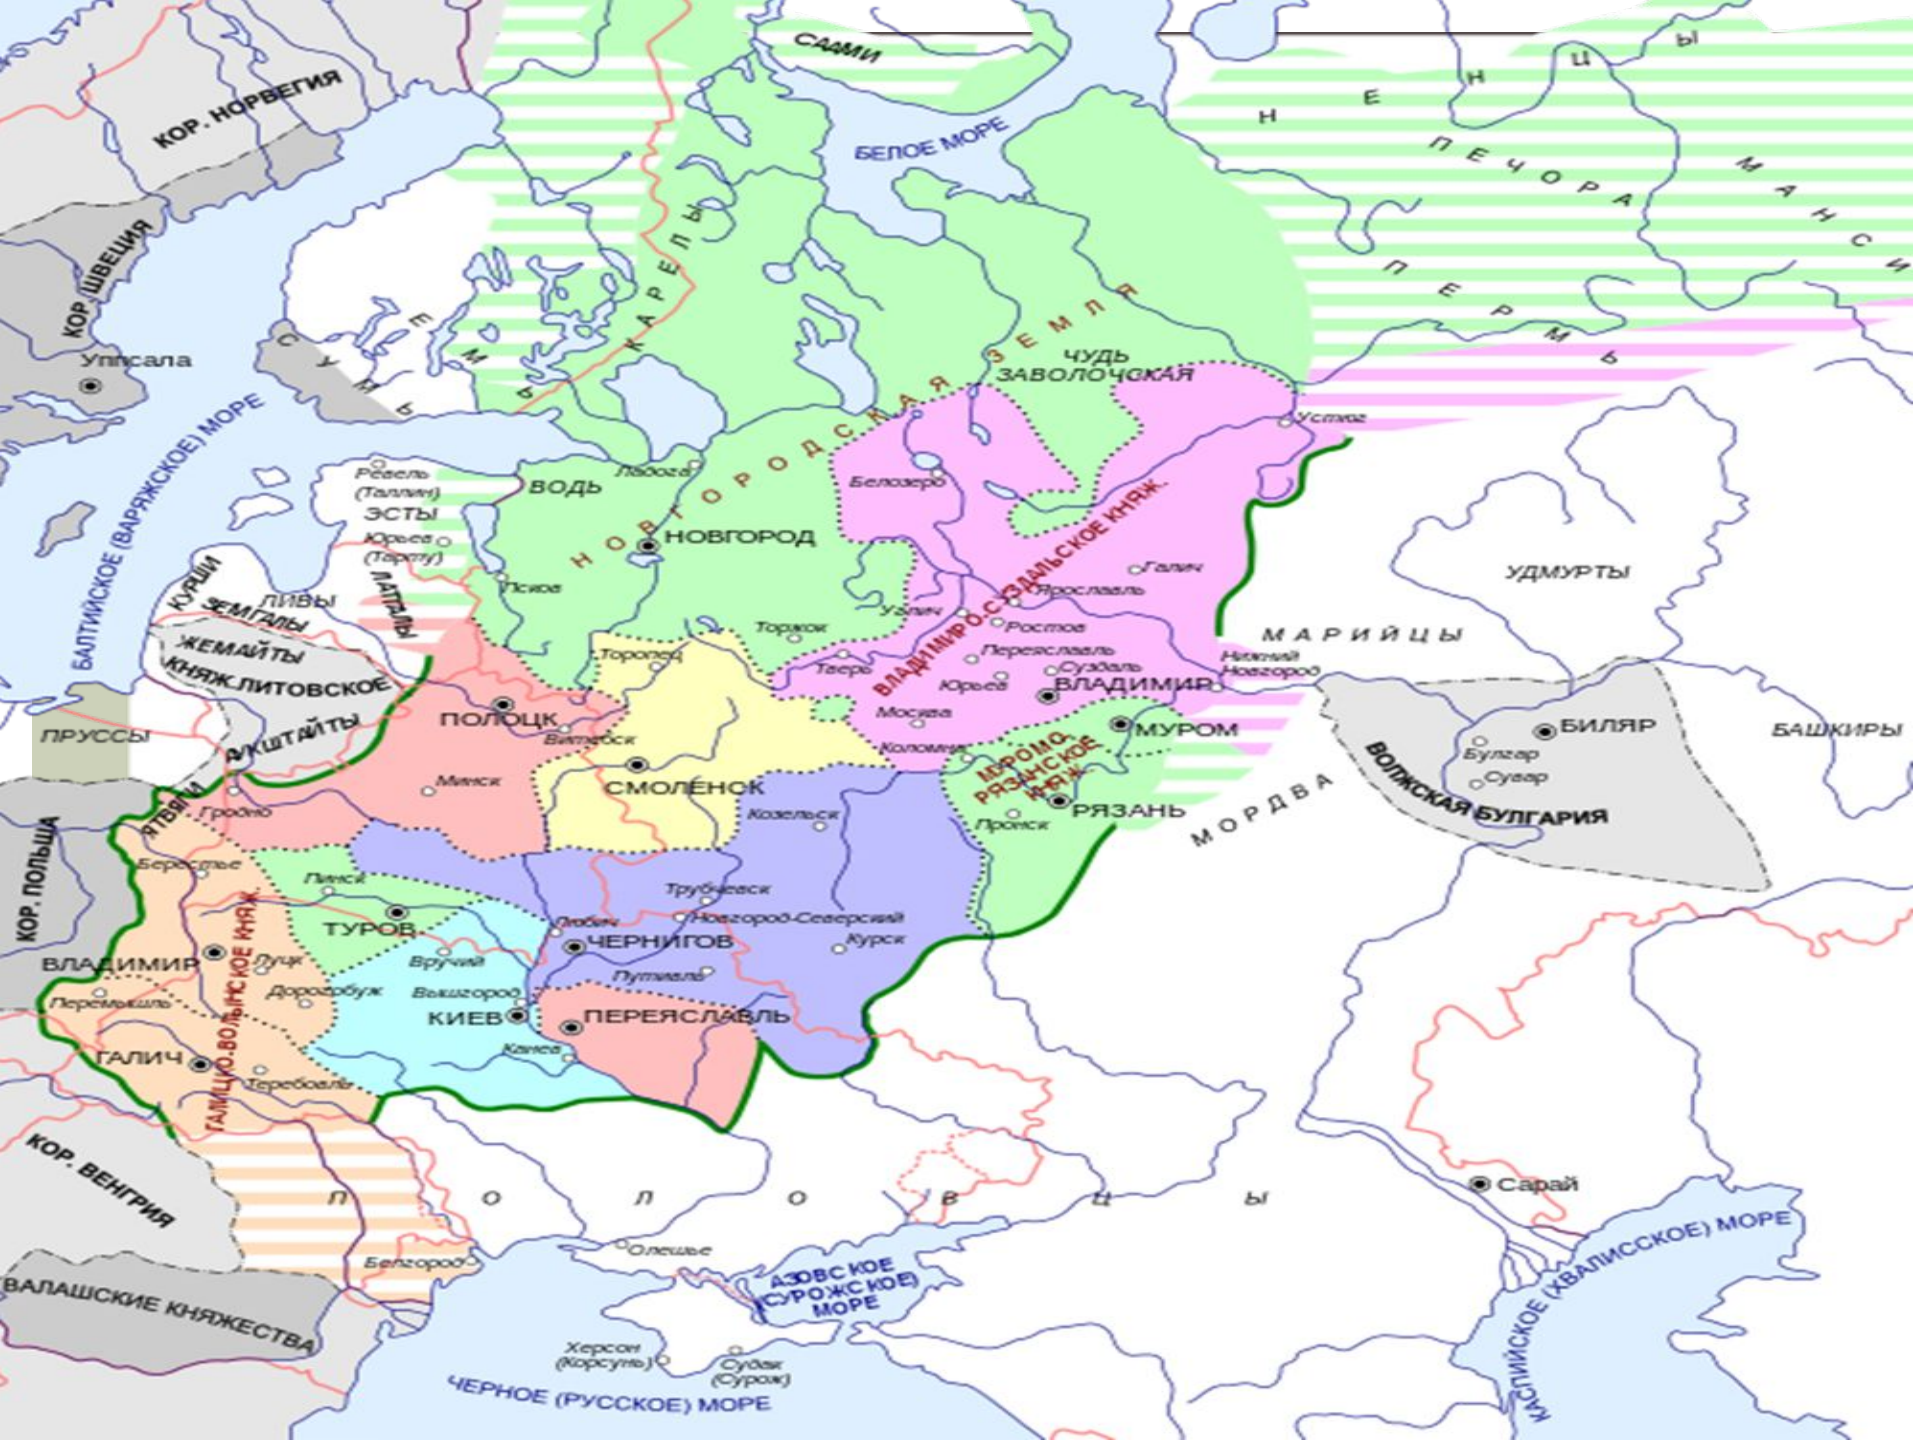 СААМИ
Н Е Н Ц Ы
КОР. НОРВЕГИЯ
БЕЛОЕ МОРЕ
ПЕЧОРА
МАНСИ
КОР. ШВЕЦИЯ
КАРЕЛЫ
ПЕРМЬ
Уппсала
СУМЬ
ЕМЬ
ЧУДЬ
ЗАВОЛОЧСКАЯ
НОВГОРОДСКАЯ ЗЕМЛЯ
БАЛТИЙСКОЕ (ВАРЯЖСКОЕ) МОРЕ
Устюг
Ревель
(Таллин)
ВОДЬ
Ладога
Белозеро
ЭСТЫ
Юрьев
(Тарту)
НОВГОРОД
ВЛАДИМИРО-СУЗДАЛЬСКОЕ КНЯЖ.
Псков
Галич
УДМУРТЫ
КУРШИ
ЛИВЫ
ЛАТГАЛЫ
ЗЕМГАЛЫ
Ярославль
Углич
Ростов
Торжок
МАРИЙЦЫ
ЖЕМАЙТЫ
КНЯЖ.ЛИТОВСКОЕ
АУКШТАЙТЫ
Торопец
Тверь
Переяславль
Суздаль
Юрьев
ВЛАДИМИР
Нижний
Новгород
ПОЛОЦК
Витебск
Москва
Коломна
МУРОМ
ПРУССЫ
БИЛЯР
Булгар
Сувар
БАШКИРЫ
ВОЛЖСКАЯ БУЛГАРИЯ
Минск
СМОЛЕНСК
МУРОМО-
РЯЗАНСКОЕ
КНЯЖ.
РЯЗАНЬ
Пронск
МОРДВА
ЯТВЯГИ
Гродно
Козельск
КОР. ПОЛЬША
Берестье
Пинск
ТУРОВ
Трубчевск
Новгород-Северский
Любич
ЧЕРНИГОВ
Курск
ВЛАДИМИР
Луцк
Вручий
Путивль
Перемышль
Дорогобуж
Вышгород
КИЕВ
ПЕРЕЯСЛАВЛЬ
ГАЛИЧ
Канев
Теребовль
ГАЛИЦКО-ВОЛЫНСКОЕ КНЯЖ.
КОР. ВЕНГРИЯ
П О Л О В Ц Ы
Сарай
Белгород
Олешье
АЗОВСКОЕ
(СУРОЖСКОЕ)
МОРЕ
ВАЛАШСКИЕ КНЯЖЕСТВА
Херсон
(Корсунь)
Судак
(Сурож)
ЧЕРНОЕ (РУССКОЕ) МОРЕ
КАСПИЙСКОЕ (ХВАЛИССКОЕ) МОРЕ